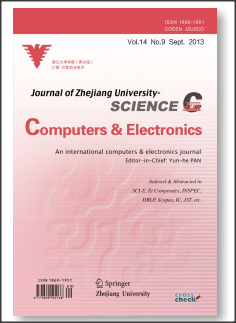 ISSN 1869-1951
CODEN JZUSCO
Vol.14 No.9 Sept. 2013
浙江大学学报(英文版)
C辑 计算机与电子
Journal of Zhejiang University-
SCIENCE C
Computers & Electronics
An international computers & electronics journal
Editor-in-Chief: Yun-he PAN
Indexed & Abstracted in
SCI-E, Ei Compendex, INSPEC,
DBLP, Scopus, IC, JST, etc.
ISSN 1869-1951
Springer
Zhejiang University
cross
check